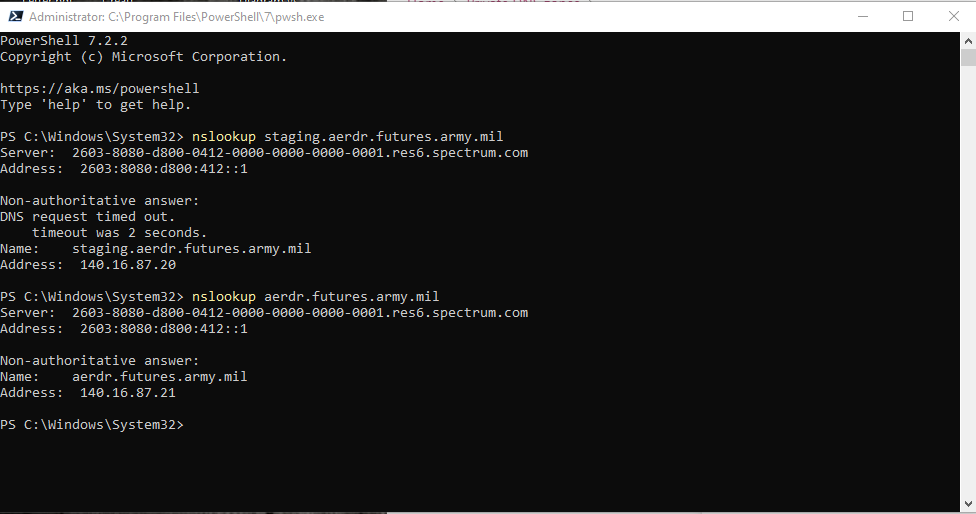 Administrator: C:\Program Files\PowerShell\7\pwsh.exe
PowerShell 7.2.2
Copyright (c) Microsoft Corporation.
https://aka.ms/powershell
Type 'help' to get help.
PS C:\Windows\System32> nslookup staging.aerdr.futures.army.mil
Server:  2603-8080-d800-0412-0000-0000-0000-0001.res6.spectrum.com
Address:  2603:8080:d800:412::1
Non-authoritative answer:
DNS request timed out.
    timeout was 2 seconds.
Name:    staging.aerdr.futures.army.mil
Address:  140.16.87.20
PS C:\Windows\System32> nslookup aerdr.futures.army.mil
Server:  2603-8080-d800-0412-0000-0000-0000-0001.res6.spectrum.com
Address:  2603:8080:d800:412::1
Non-authoritative answer:
Name:    aerdr.futures.army.mil
Address:  140.16.87.21
PS C:\Windows\System32>